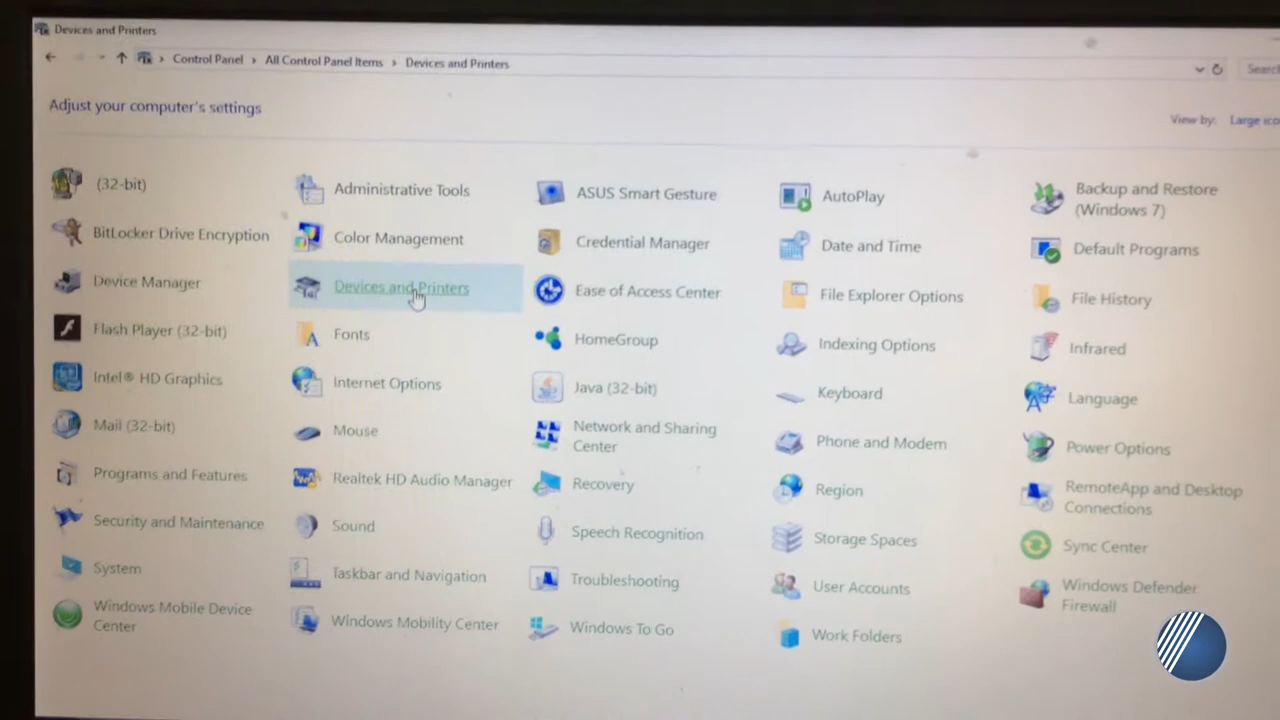 Devices and Printers
Control Panel > All Control Panel Items > Devices and Printers
Adjust your computer's settings
View by: Large
(32-bit)
Administrative Tools
ASUS Smart Gesture
AutoPlay
Backup and Restore
(Windows 7)
BitLocker Drive Encryption
Color Management
Credential Manager
Date and Time
Default Programs
Device Manager
Devices and Printers
Ease of Access Center
File Explorer Options
File History
Flash Player (32-bit)
Fonts
HomeGroup
Indexing Options
Infrared
Intel® HD Graphics
Internet Options
Java (32-bit)
Keyboard
Language
Mail (32-bit)
Mouse
Network and Sharing
Center
Phone and Modem
Power Options
Programs and Features
Realtek HD Audio Manager
Recovery
Region
RemoteApp and Desktop
Connections
Security and Maintenance
Sound
Speech Recognition
Storage Spaces
Sync Center
System
Taskbar and Navigation
Troubleshooting
User Accounts
Windows Defender
Firewall
Windows Mobile Device
Center
Windows Mobility Center
Windows To Go
Work Folders